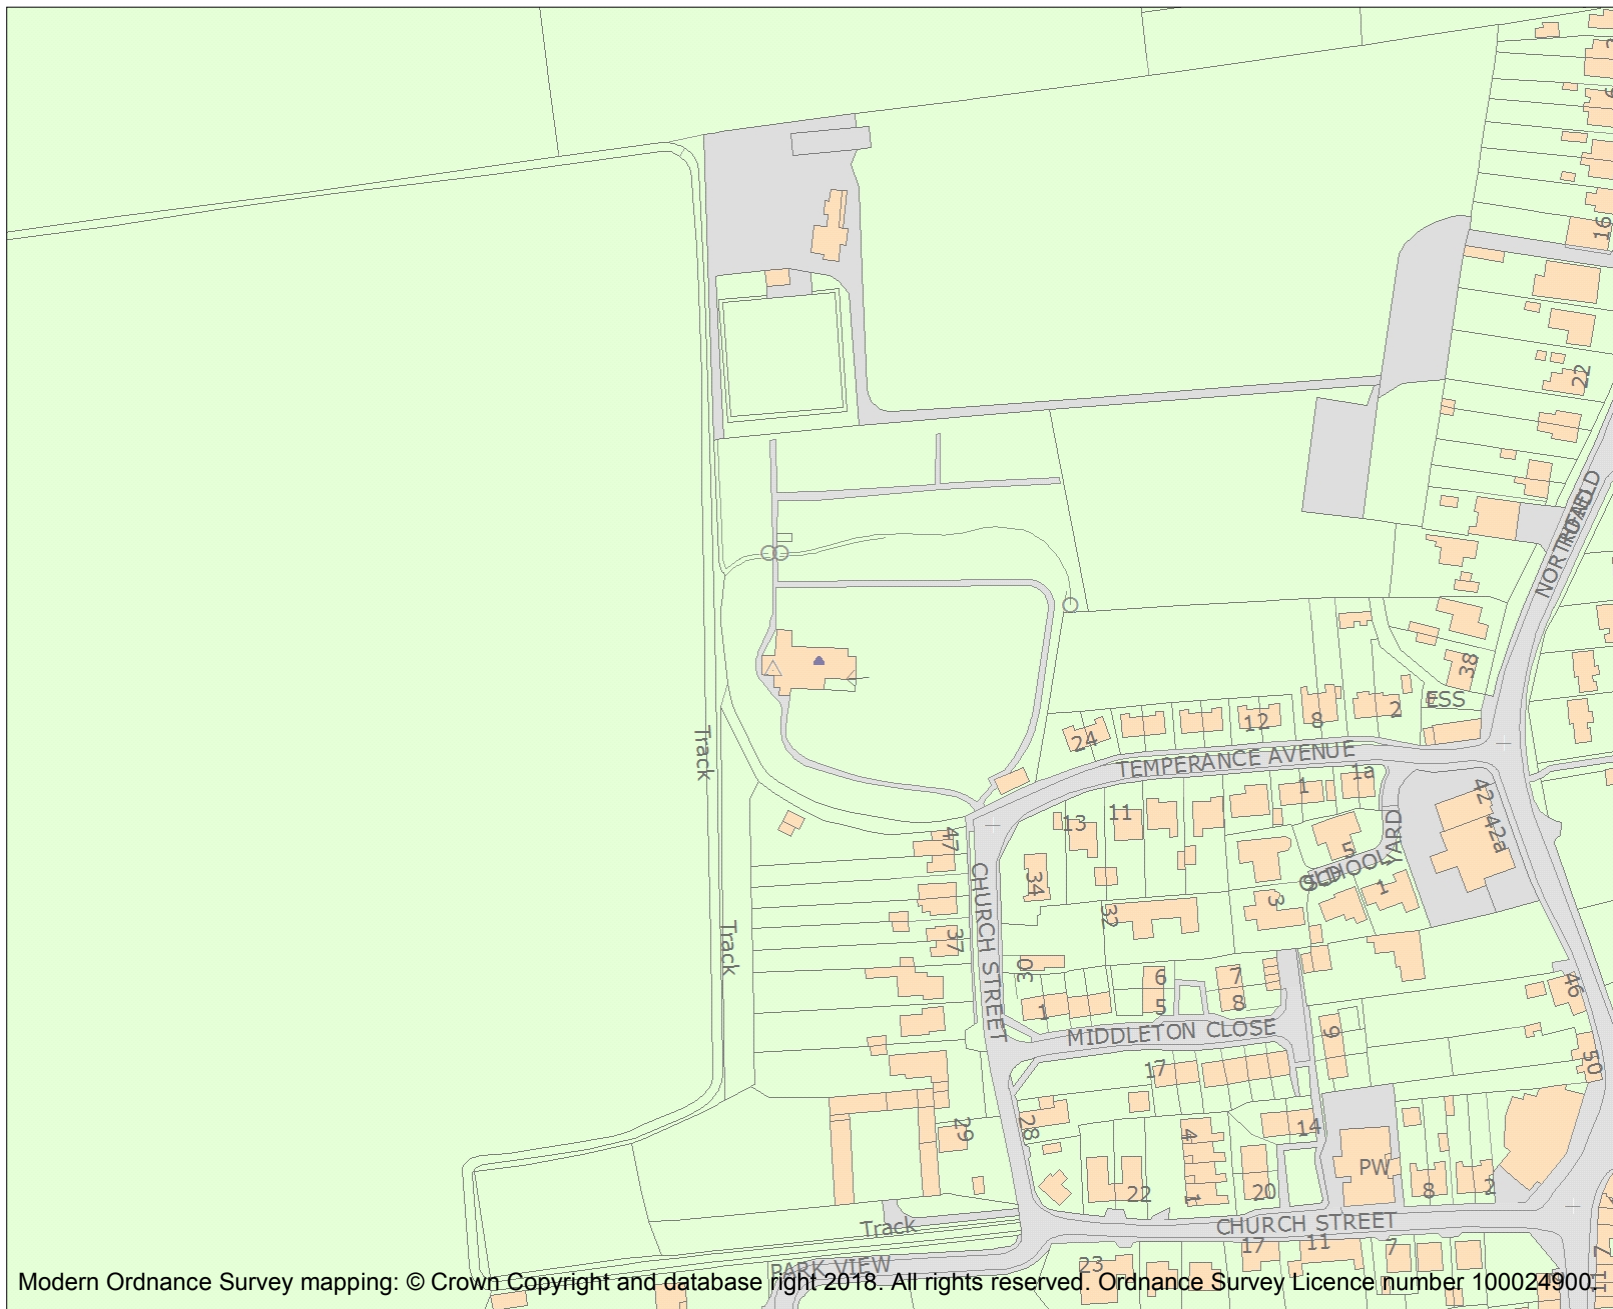 16
22
NORTHFIELD
ROAD
38
ESS
2
8
12
24
TEMPERANCE AVENUE
1a
1
42
42a
11
13
YARD
5
OLD
SCHOOL
1
3
47
34
32
37
CHURCH STREET
30
Track
Track
6
7
5
8
1
46
MIDDLETON CLOSE
9
50
17
29
28
14
4
PW
22
1
20
8
2
Track
CHURCH STREET
17
11
7
23
PARK VIEW
Modern Ordnance Survey mapping: © Crown Copyright and database right 2018. All rights reserved. Ordnance Survey Licence number 100024900.